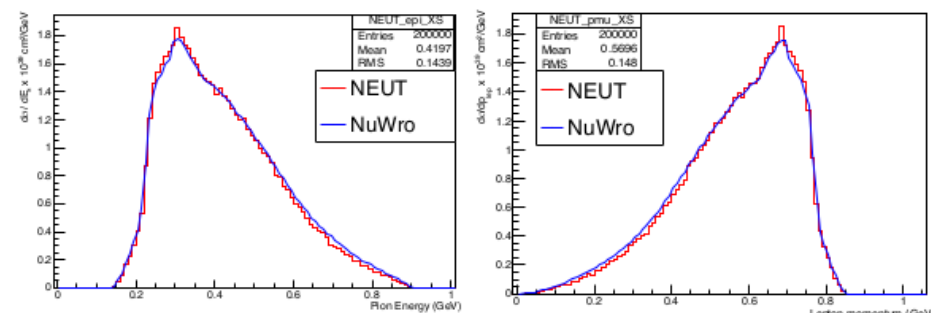 NEUT_epi_XS
Entries 200000
Mean 0.4197
RMS 0.1439
NEUT
NuWro
1.8
1.6
1.4
1.2
1
0.8
0.6
0.4
0.2
0
0 0.2 0.4 0.6 0.8 1
Pion Energy (GeV)
NEUT_pmu_XS
Entries 200000
Mean 0.5696
RMS 0.148
NEUT
NuWro
1.8
1.6
1.4
1.2
1
0.8
0.6
0.4
0.2
0
0 0.2 0.4 0.6 0.8 1
Lepton momentum (GeV